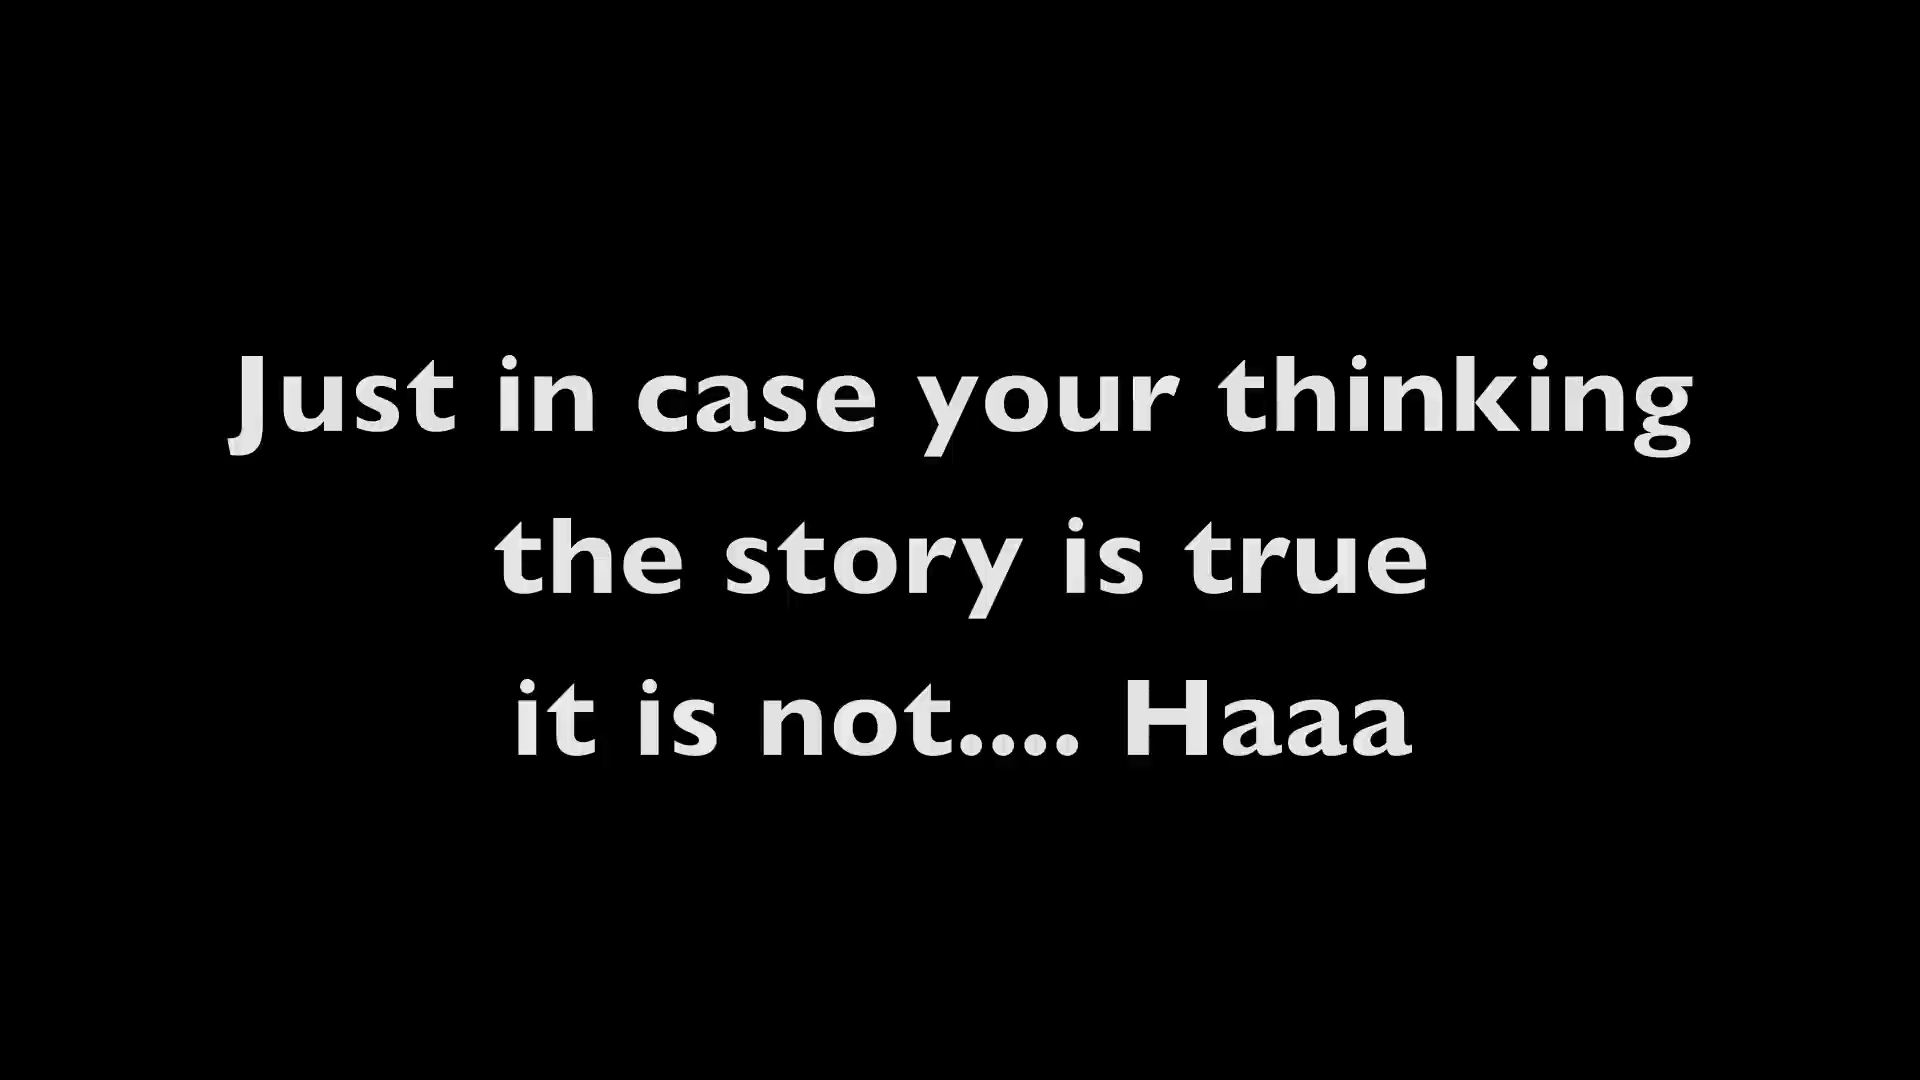 Just in case your thinking
the story is true
it is not.... Haaa